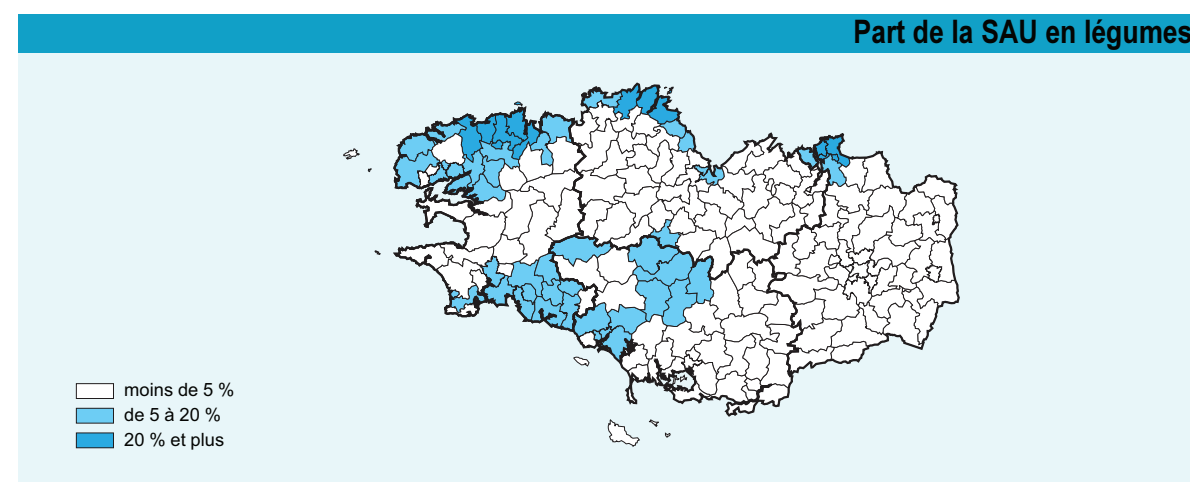 Part de la SAU en légumes
moins de 5 %
de 5 à 20 %
20 % et plus